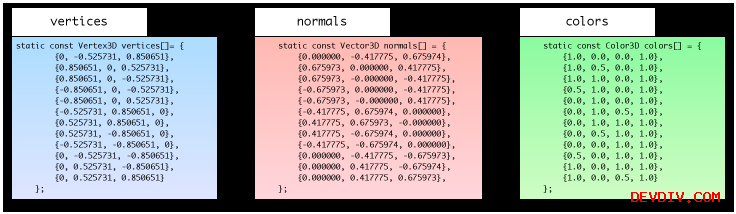 vertices
static const Vertex3D vertices[]= {
{0, -0.525731, 0.850651},
{0.850651, 0, 0.525731},
{0.850651, 0, -0.525731},
{-0.850651, 0, -0.525731},
{-0.850651, 0, 0.525731},
{-0.525731, 0.850651, 0},
{0.525731, 0.850651, 0},
{0.525731, -0.850651, 0},
{-0.525731, -0.850651, 0},
{0, -0.525731, -0.850651},
{0, 0.525731, -0.850651},
{0, 0.525731, 0.850651}
};
normals
static const Vector3D normals[] = {
{0.000000, -0.417775, 0.675974},
{0.675973, 0.000000, 0.417775},
{0.675973, -0.000000, -0.417775},
{-0.675973, 0.000000, -0.417775},
{-0.675973, -0.000000, 0.417775},
{-0.417775, 0.675974, 0.000000},
{0.417775, 0.675973, -0.000000},
{0.417775, -0.675974, 0.000000},
{-0.417775, -0.675974, 0.000000},
{0.000000, -0.417775, -0.675973},
{0.000000, 0.417775, -0.675974},
{0.000000, 0.417775, 0.675973},
};
colors
static const Color3D colors[] = {
{1.0, 0.0, 0.0, 1.0},
{1.0, 0.5, 0.0, 1.0},
{1.0, 1.0, 0.0, 1.0},
{0.5, 1.0, 0.0, 1.0},
{0.0, 1.0, 0.0, 1.0},
{0.0, 1.0, 0.5, 1.0},
{0.0, 1.0, 1.0, 1.0},
{0.0, 0.5, 1.0, 1.0},
{0.0, 0.0, 1.0, 1.0},
{0.5, 0.0, 1.0, 1.0},
{1.0, 0.0, 1.0, 1.0},
{1.0, 0.0, 0.5, 1.0}
};
DEVDIV.COM